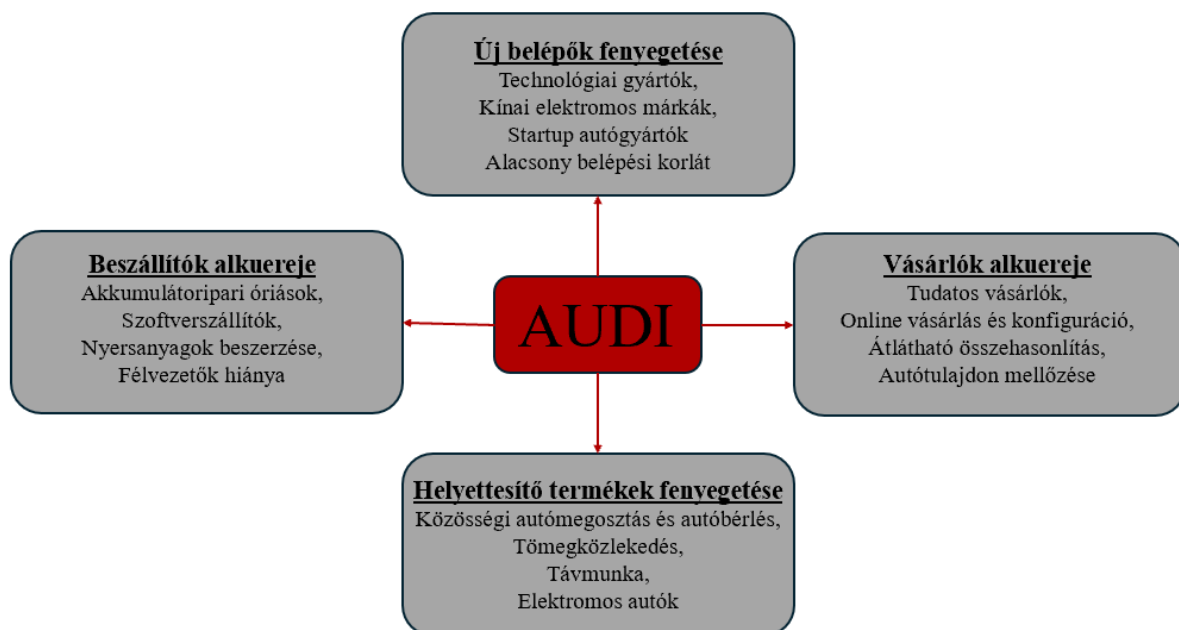 Új belépők fenyegetése
Technológiai gyártók,
Kínai elektromos márkák,
Startup autógyártók
Alacsony belépési korlát
Beszállítók alkuereje
Akkumulátoripari óriások,
Szoftverszállítók,
Nyersanyagok beszerzése,
Félvezetők hiánya
AUDI
Vásárlók alkuereje
Tudatos vásárlók,
Online vásárlás és konfiguráció,
Átlátható összehasonlítás,
Autótulajdon mellőzése
Helyettesítő termékek fenyegetése
Közösségi autómegosztás és autóbérlés,
Tömegközlekedés,
Távmunka,
Elektromos autók